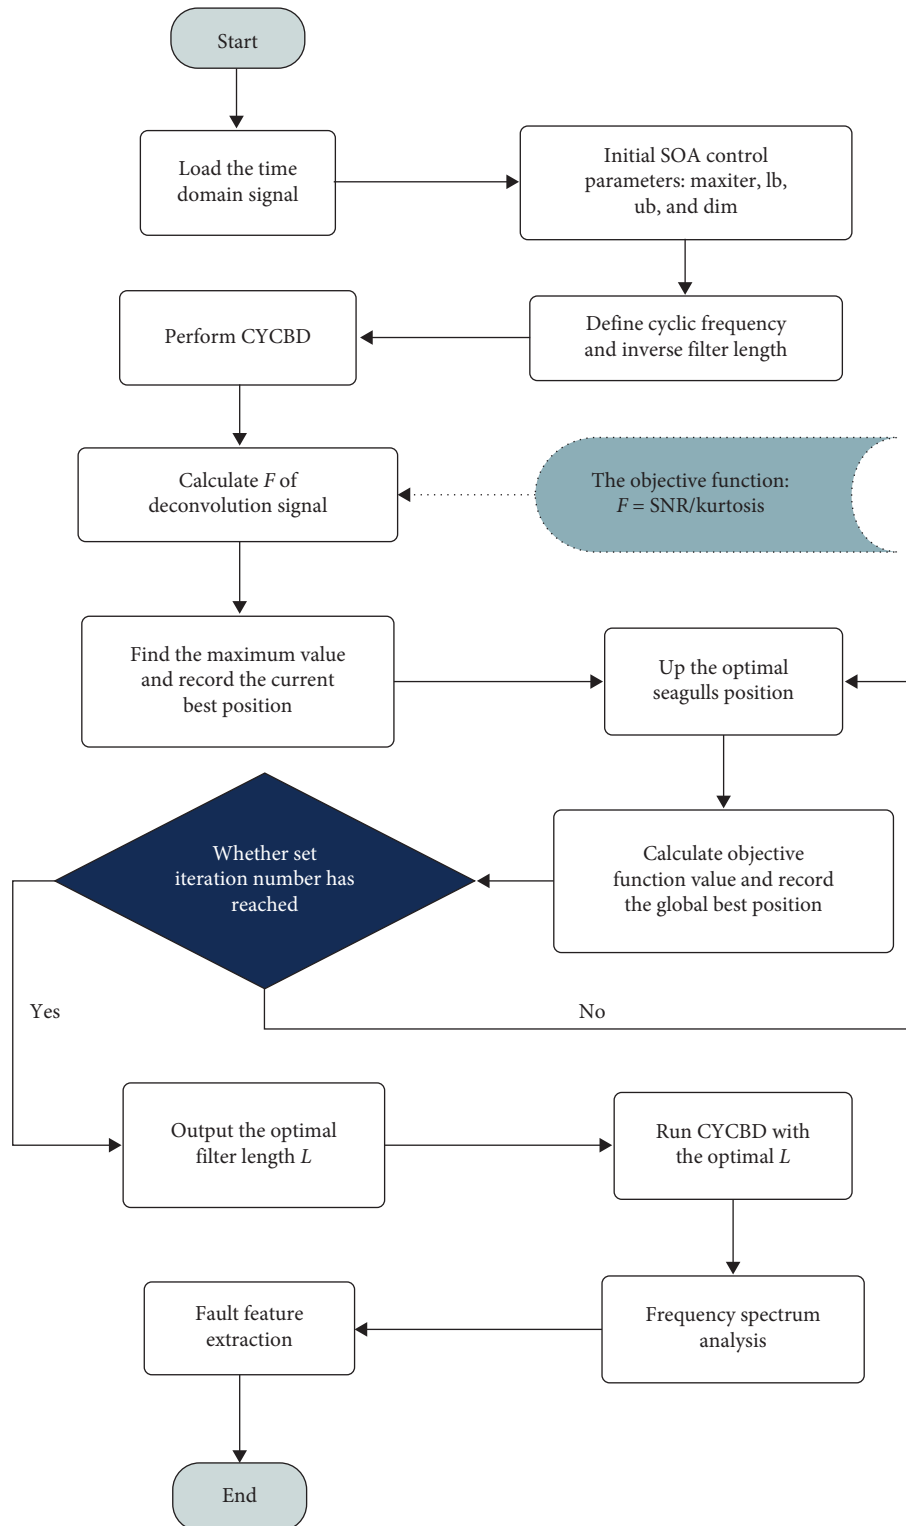 Start
Load the time
domain signal
Initial SOA control
parameters: maxiter, lb,
ub, and dim
Perform CYCBD
Define cyclic frequency
and inverse filter length
Calculate F of
deconvolution signal
The objective function:
F = SNR/kurtosis
Find the maximum value
and record the current
best position
Up the optimal
seagulls position
Whether set
iteration number has
reached
Calculate objective
function value and record
the global best position
Yes
No
Output the optimal
filter length L
Run CYCBD with
the optimal L
Fault feature
extraction
Frequency spectrum
analysis
End